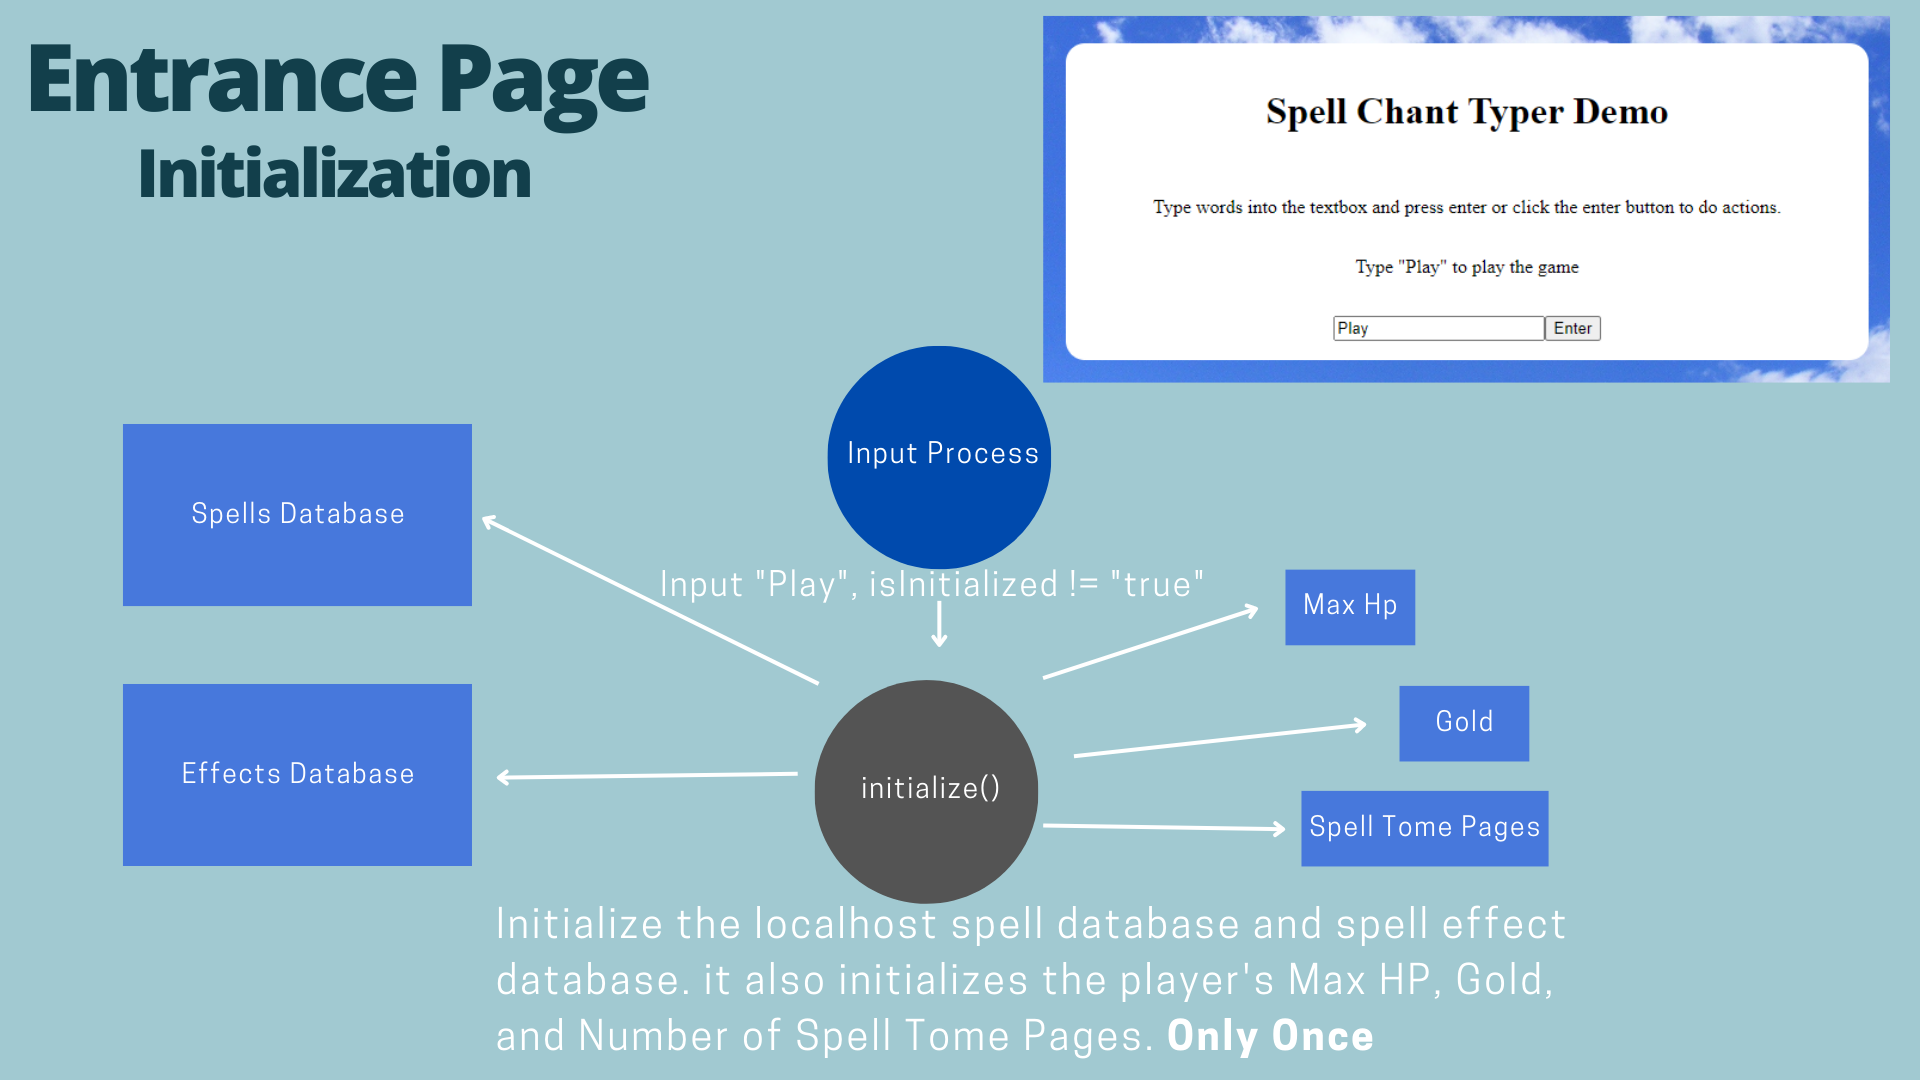 Entrance Page
Initialization
Spell Chant Typer Demo
Type words into the textbox and press enter or click the enter button to do actions.
Type "Play" to play the game
Play
Enter
Input Process
Spells Database
Input "Play", isInitialized != "true"
Max Hp
Gold
Effects Database
initialize()
Spell Tome Pages
Initialize the localhost spell database and spell effect
database. it also initializes the player's Max HP, Gold,
and Number of Spell Tome Pages. Only Once